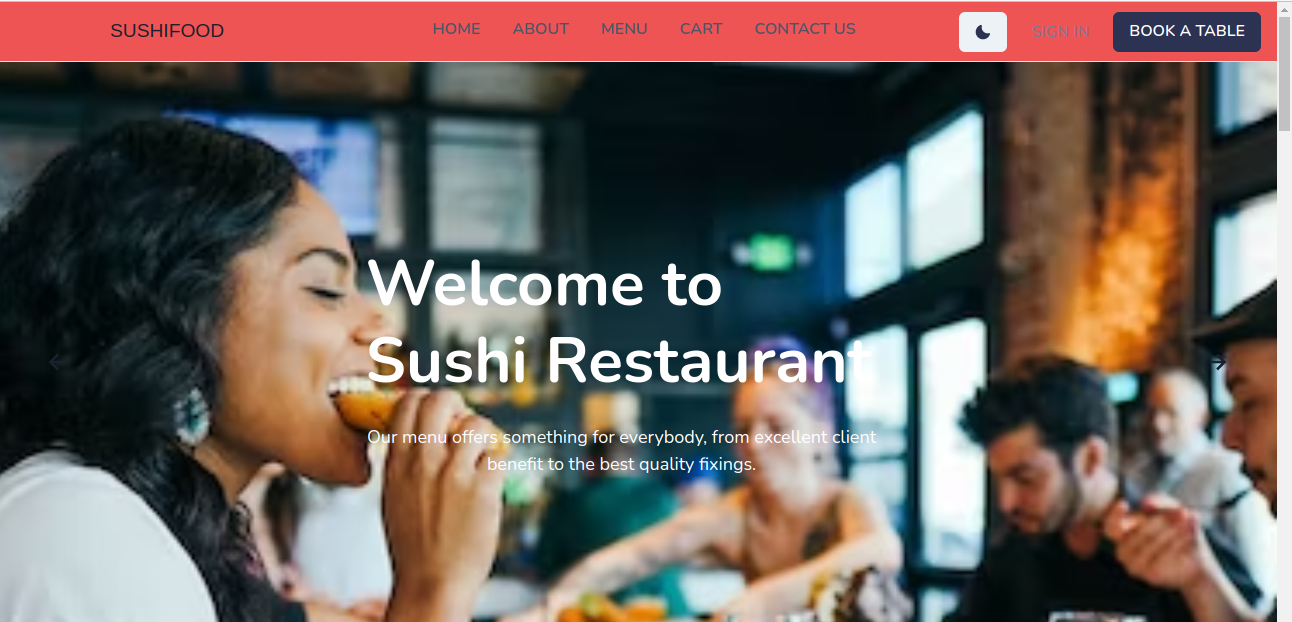 SUSHIFOOD HOME ABOUT MENU CART CONTACT US SIGN IN BOOK A TABLE
Welcome to
Sushi Restaurant
Our menu offers something for everybody, from excellent client
benefit to the best quality fixings.